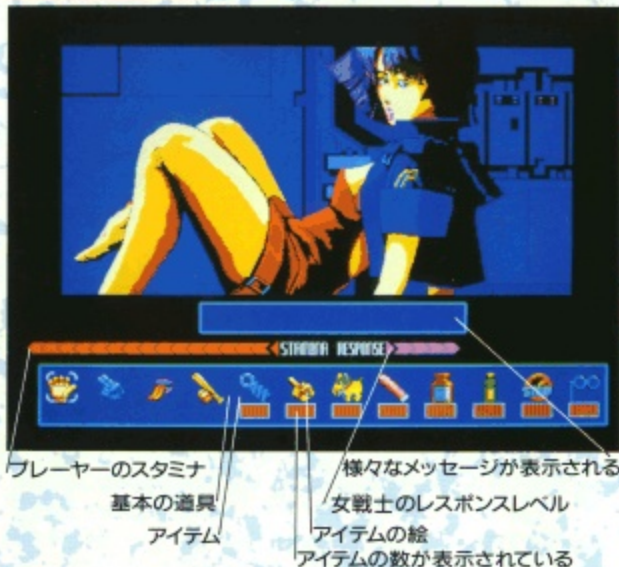 STAMINA RESPONSE
プレーヤーのスタミナ
様々なメッセージが表示される
基本の道具
女戦士のレスポンスレベル
アイテム
アイテムの絵
アイテムの数が表示されている